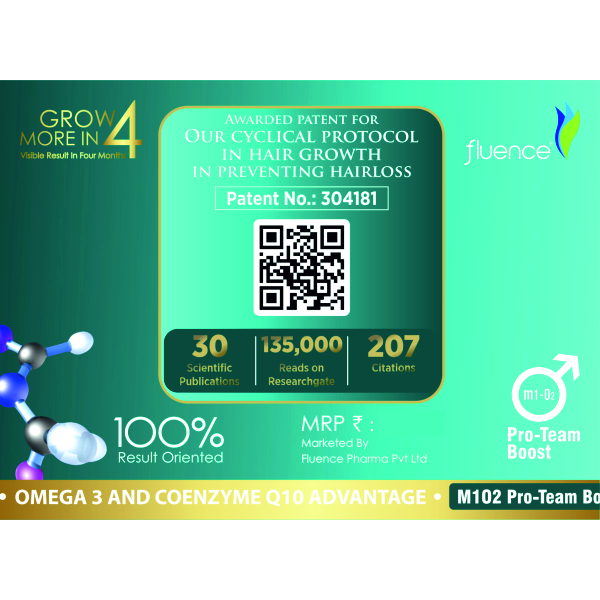 GROW
MORE IN 4
Visible Result In Four Months
AWARDED PATENT FOR
OUR CYCLICAL PROTOCOL
IN HAIR GROWTH
IN PREVENTING HAIRLOSS
Patent No.: 304181
fluence
30
Scientific
Publications
135,000
Reads on
Researchgate
207
Citations
m1-O2
Pro-Team
Boost
100%
Result Oriented
MRP ₹ :
Marketed By
Fluence Pharma Pvt Ltd
• OMEGA 3 AND COENZYME Q10 ADVANTAGE • M102 Pro-Team Bo